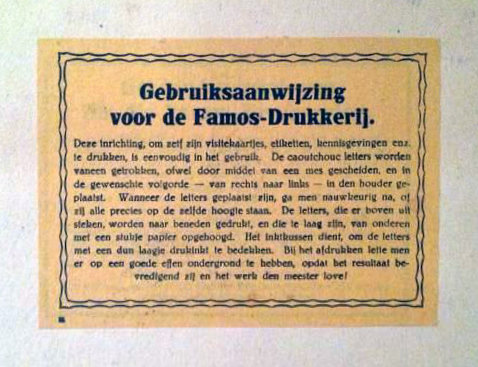 Gebruiksaanwijzing
voor de Famos-Drukkerij.
Deze inrichting, om zelf zijn visitekaartjes, etiketten, kennisgevingen enz.
te drukken, is eenvoudig in het gebruik. De caoutchouc letters worden
vaneen getrokken, ofwel door middel van een mes gescheiden, en in
de gewenschte volgorde — van rechts naar links — in den houder ge-
plaatst. Wanneer de letters geplaatst zijn, ga men nauwkeurig na, of
zij alle precies op de zelfde hoogte staan. De letters, die er boven uit
steken, worden naar beneden gedrukt, en die te laag zijn, van onderen
met een stukje papier opgehoogd. Het inktkussen dient, om de letters
met een dun laagje drukinkt te bedekken. Bij het afdrukken lette men
er op een goede effen ondergrond te hebben, opdat het resultaat be-
vredigend zij en het werk den meester love!